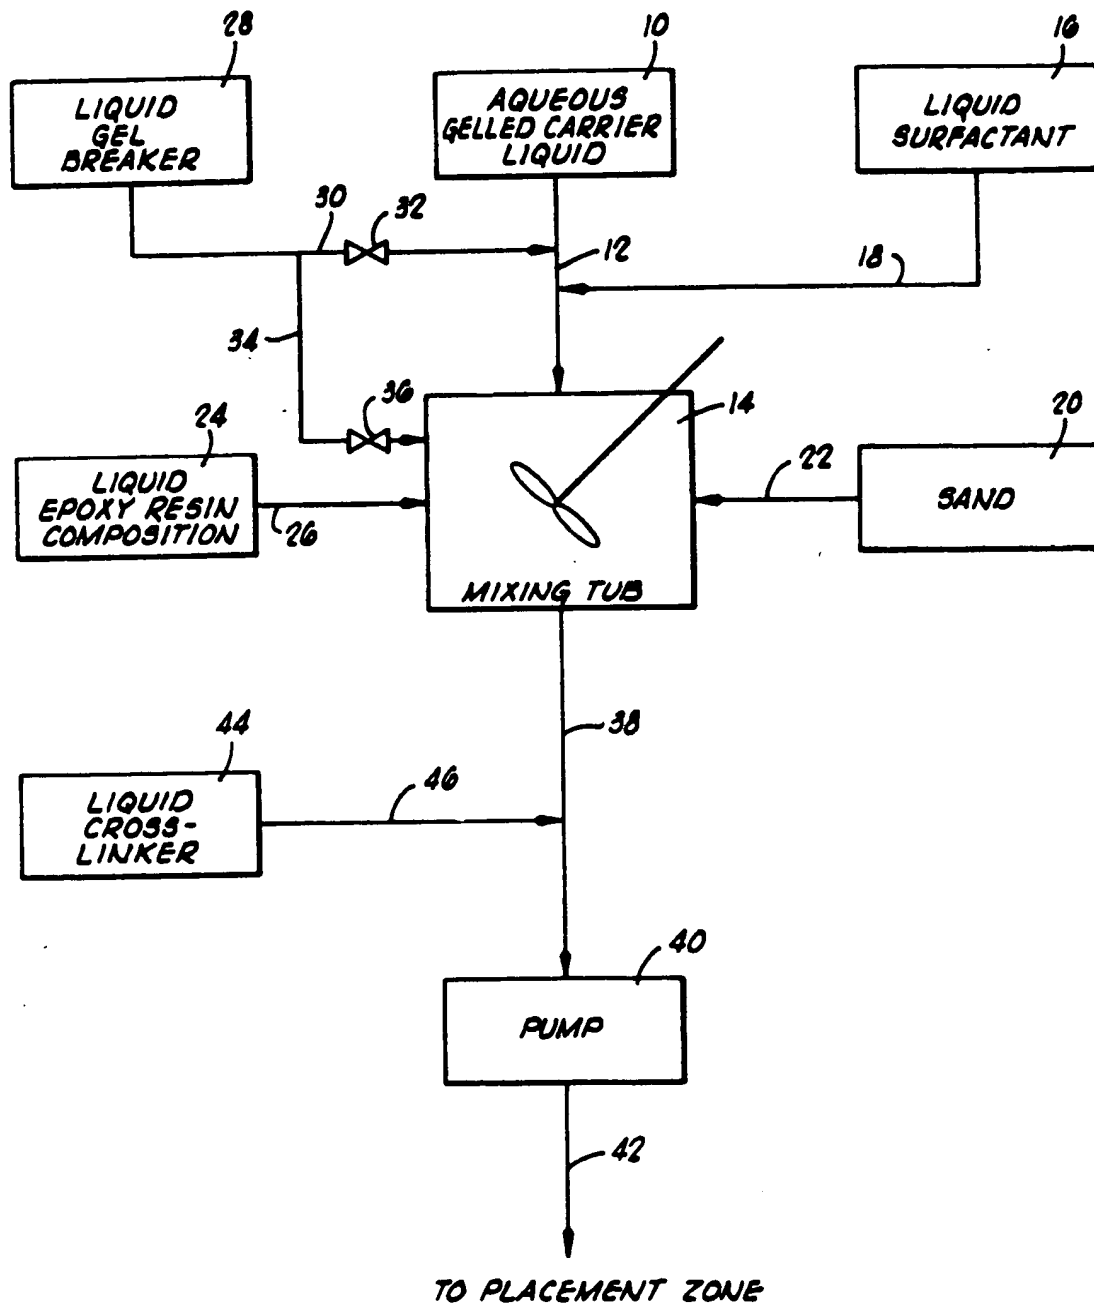 28
10
16
LIQUID
GEL
BREAKER
AQUEOUS
GELLED CARRIER
LIQUID
LIQUID
SURFACTANT
30
32
12
18
34
36
14
24
20
22
LIQUID
EPOXY RESIN
COMPOSITION
26
SAND
MIXING TUB
38
44
46
LIQUID
CROSS-
LINKER
40
PUMP
42
TO PLACEMENT ZONE